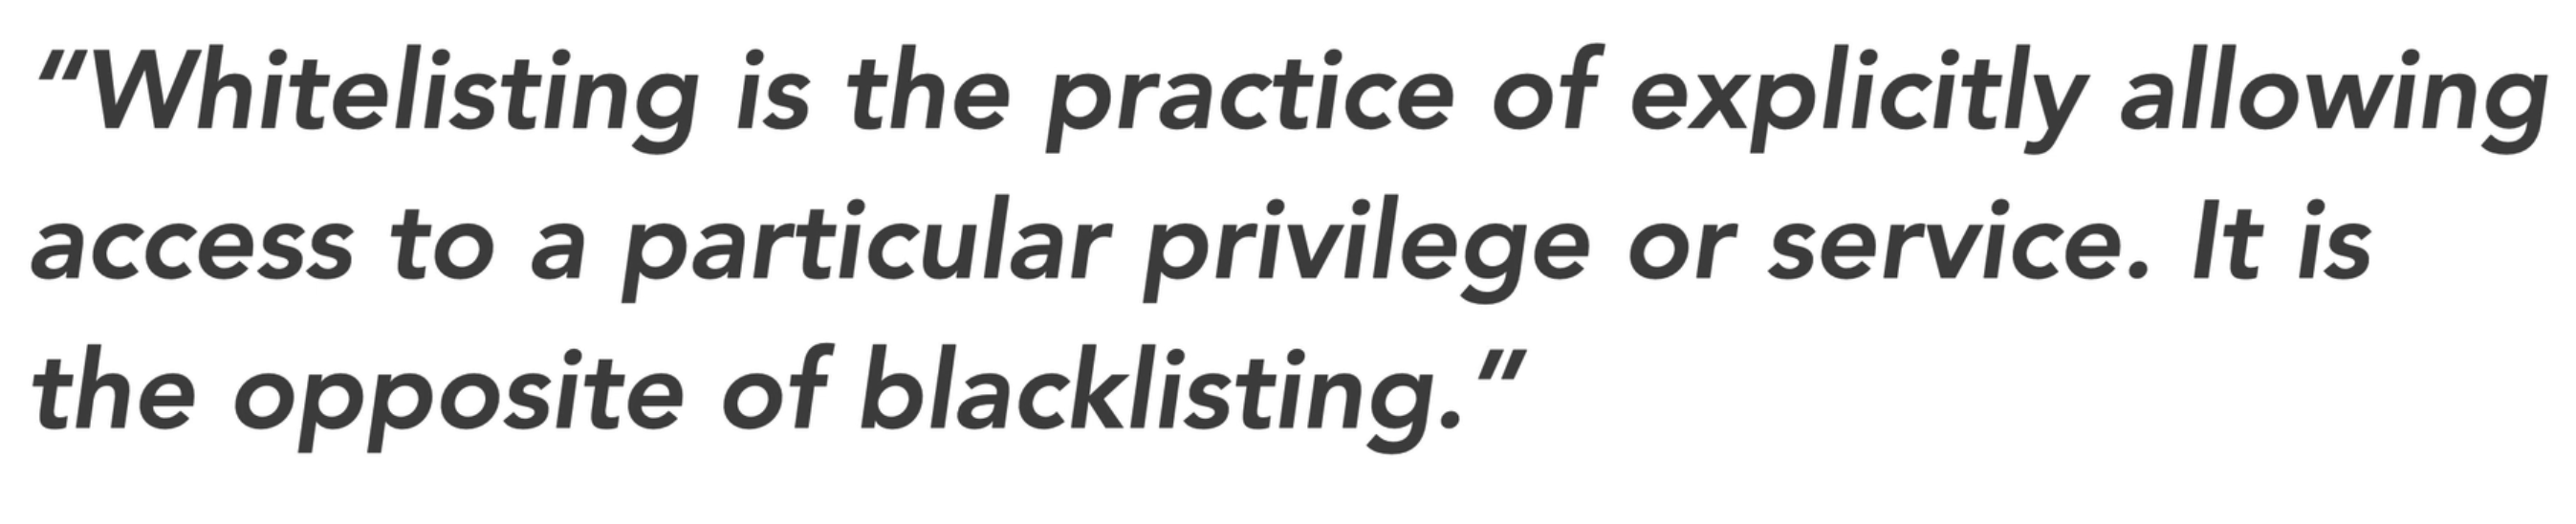 “Whitelisting is the practice of explicitly allowing
access to a particular privilege or service. It is
the opposite of blacklisting.”